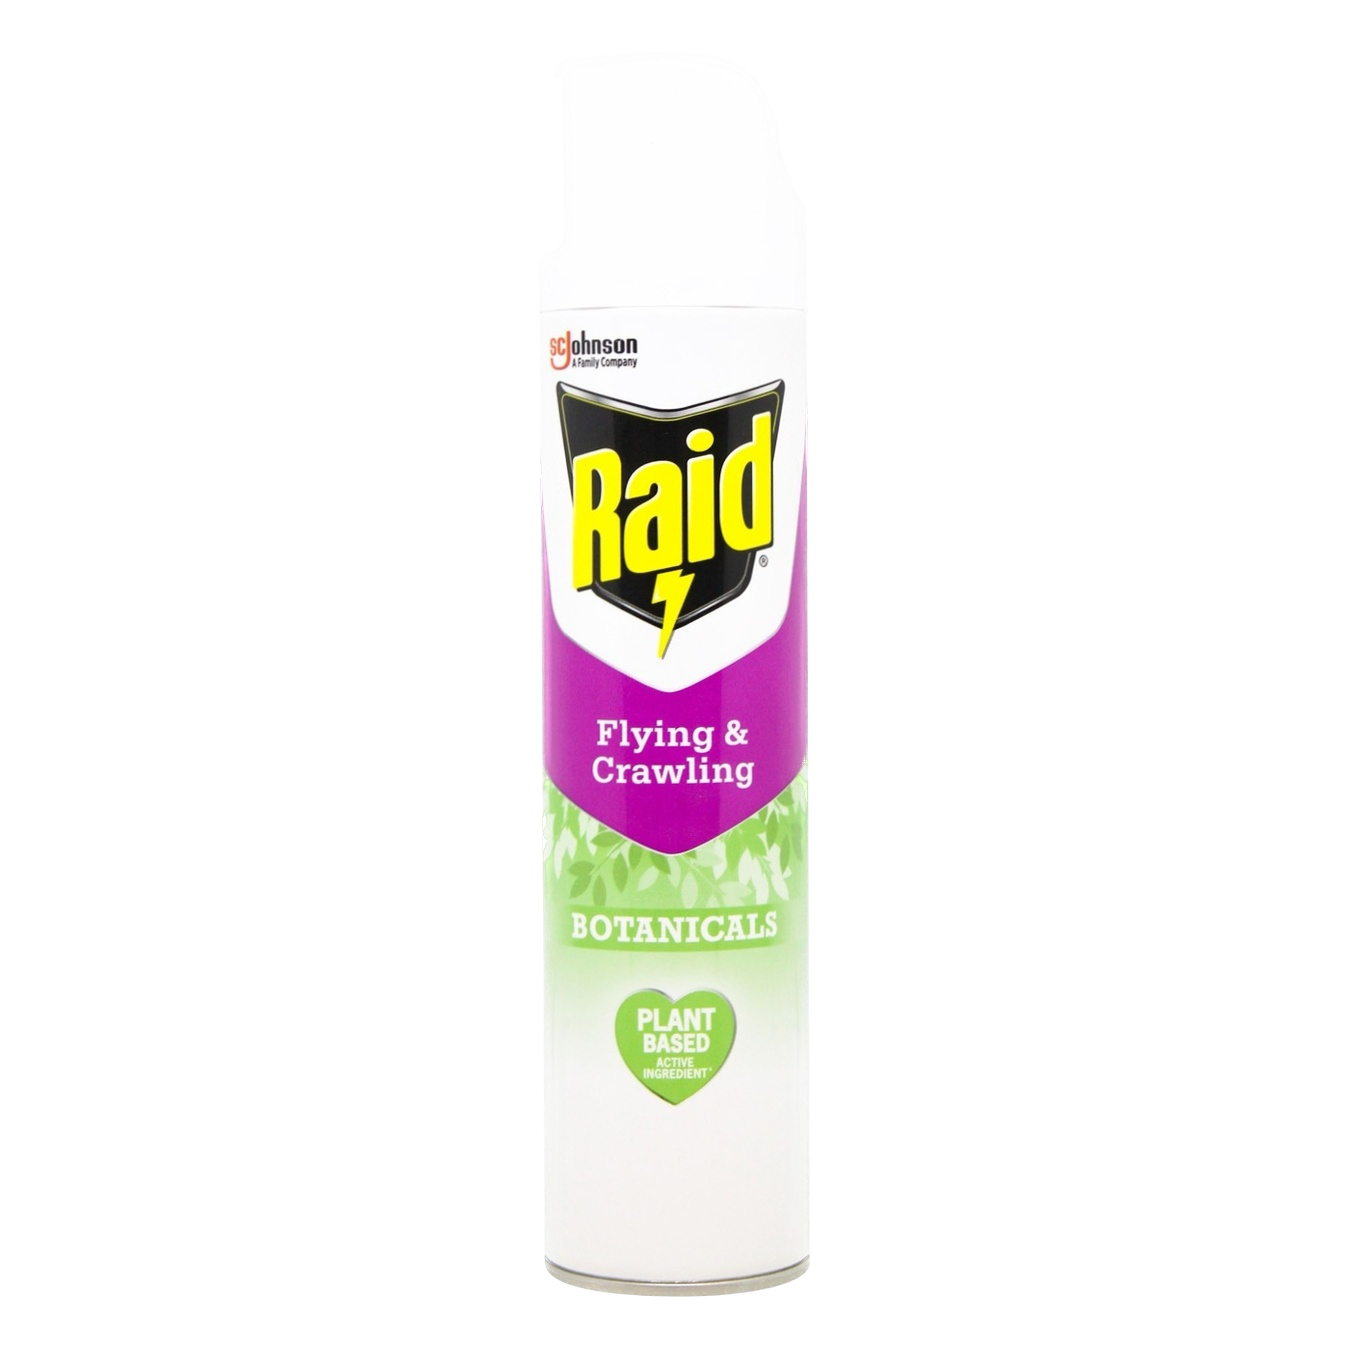 scJohnson
A Family Company
Raid
®
Flying &
Crawling
BOTANICALS
PLANT
BASED
ACTIVE
INGREDIENT*